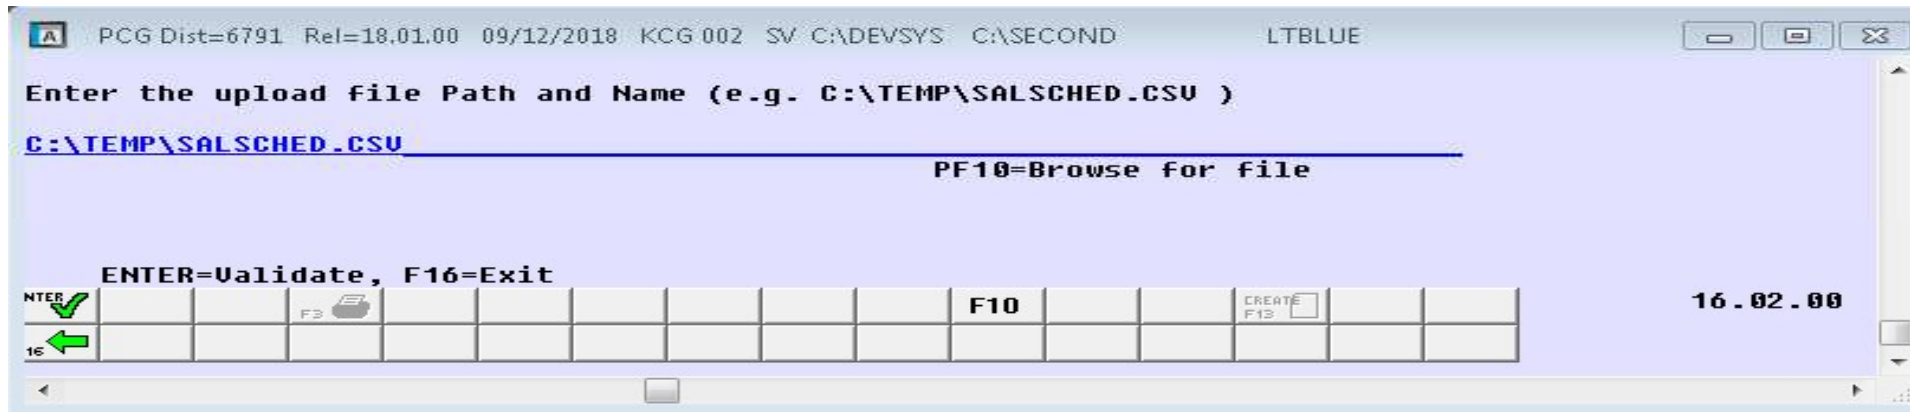 A PCG Dist=6791 Rel=18.01.00 09/12/2018 KCG 002 SV C:\DEVSYS C:\SECOND LTBLUE
Enter the upload file Path and Name (e.g. C:\TEMP\SALSCHED.CSV )
C:\TEMP\SALSCHED.CSV
PF10=Browse for file
ENTER=Validate, F16=Exit
NTER F3 F10 CREATE F13 16.02.00
16